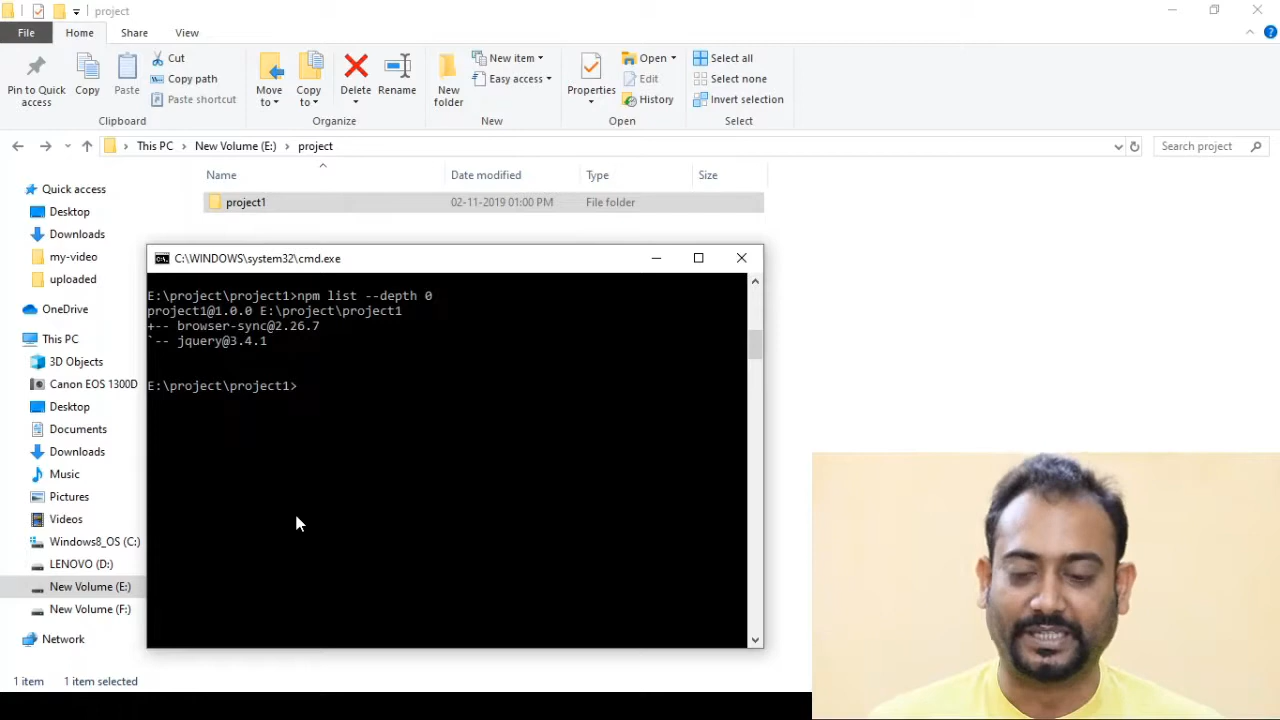 project
File
Home
Share
View
Pin to Quick access
Copy
Paste
Cut
Copy path
Paste shortcut
Clipboard
Move to
Copy to
Delete
Rename
Organize
New folder
New item
Easy access
New
Properties
Open
Edit
History
Open
Select all
Select none
Invert selection
Select
This PC
New Volume (E:)
project
Search project
Name
Date modified
Type
Size
project1
02-11-2019 01:00 PM
File folder
Quick access
Desktop
Downloads
my-video
uploaded
OneDrive
This PC
3D Objects
Canon EOS 1300D
Desktop
Documents
Downloads
Music
Pictures
Videos
Windows8_OS (C:)
LENOVO (D:)
New Volume (E:)
New Volume (F:)
Network
1 item
1 item selected
C:\WINDOWS\system32\cmd.exe
E:\project\project1>npm list --depth 0
project1@1.0.0 E:\project\project1
+-- browser-sync@2.26.7
`-- jquery@3.4.1
E:\project\project1>